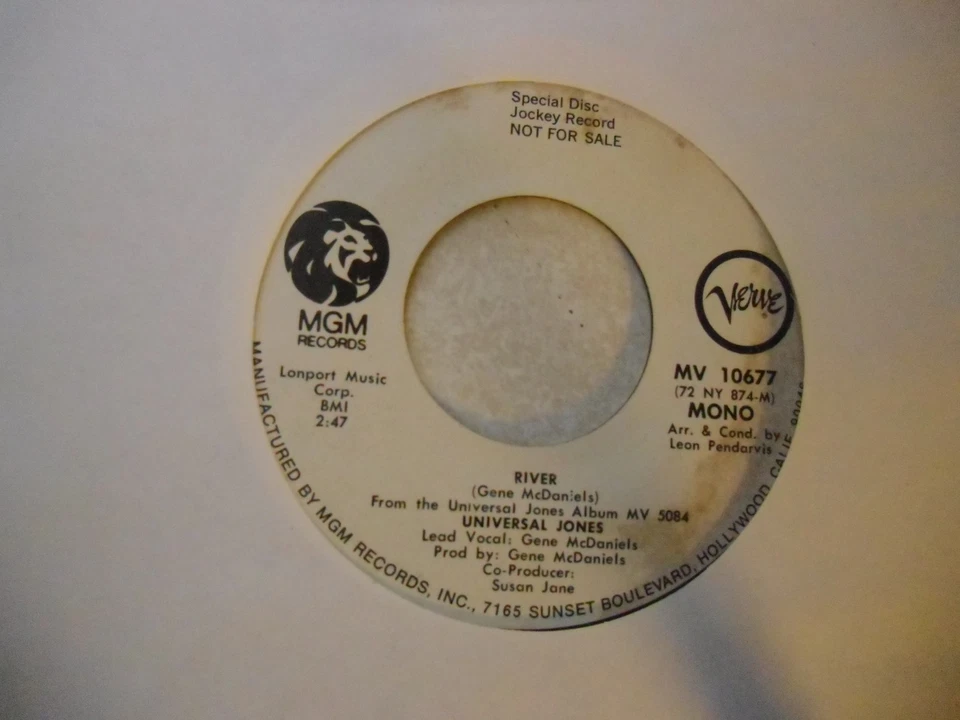 Special Disc
Jockey Record
NOT FOR SALE
MGM
RECORDS
Verve
Lonport Music
Corp.
BMI
2:47
MV 10677
(72 NY 874-M)
MONO
Arr. & Cond. by
Leon Pendarvis
RIVER
(Gene McDaniels)
From the Universal Jones Album MV 5084
UNIVERSAL JONES
Lead Vocal: Gene McDaniels
Prod by: Gene McDaniels
Co-Producer:
Susan Jane
MANUFACTURED BY MGM RECORDS, INC., 7165 SUNSET BOULEVARD, HOLLYWOOD, CALIF.